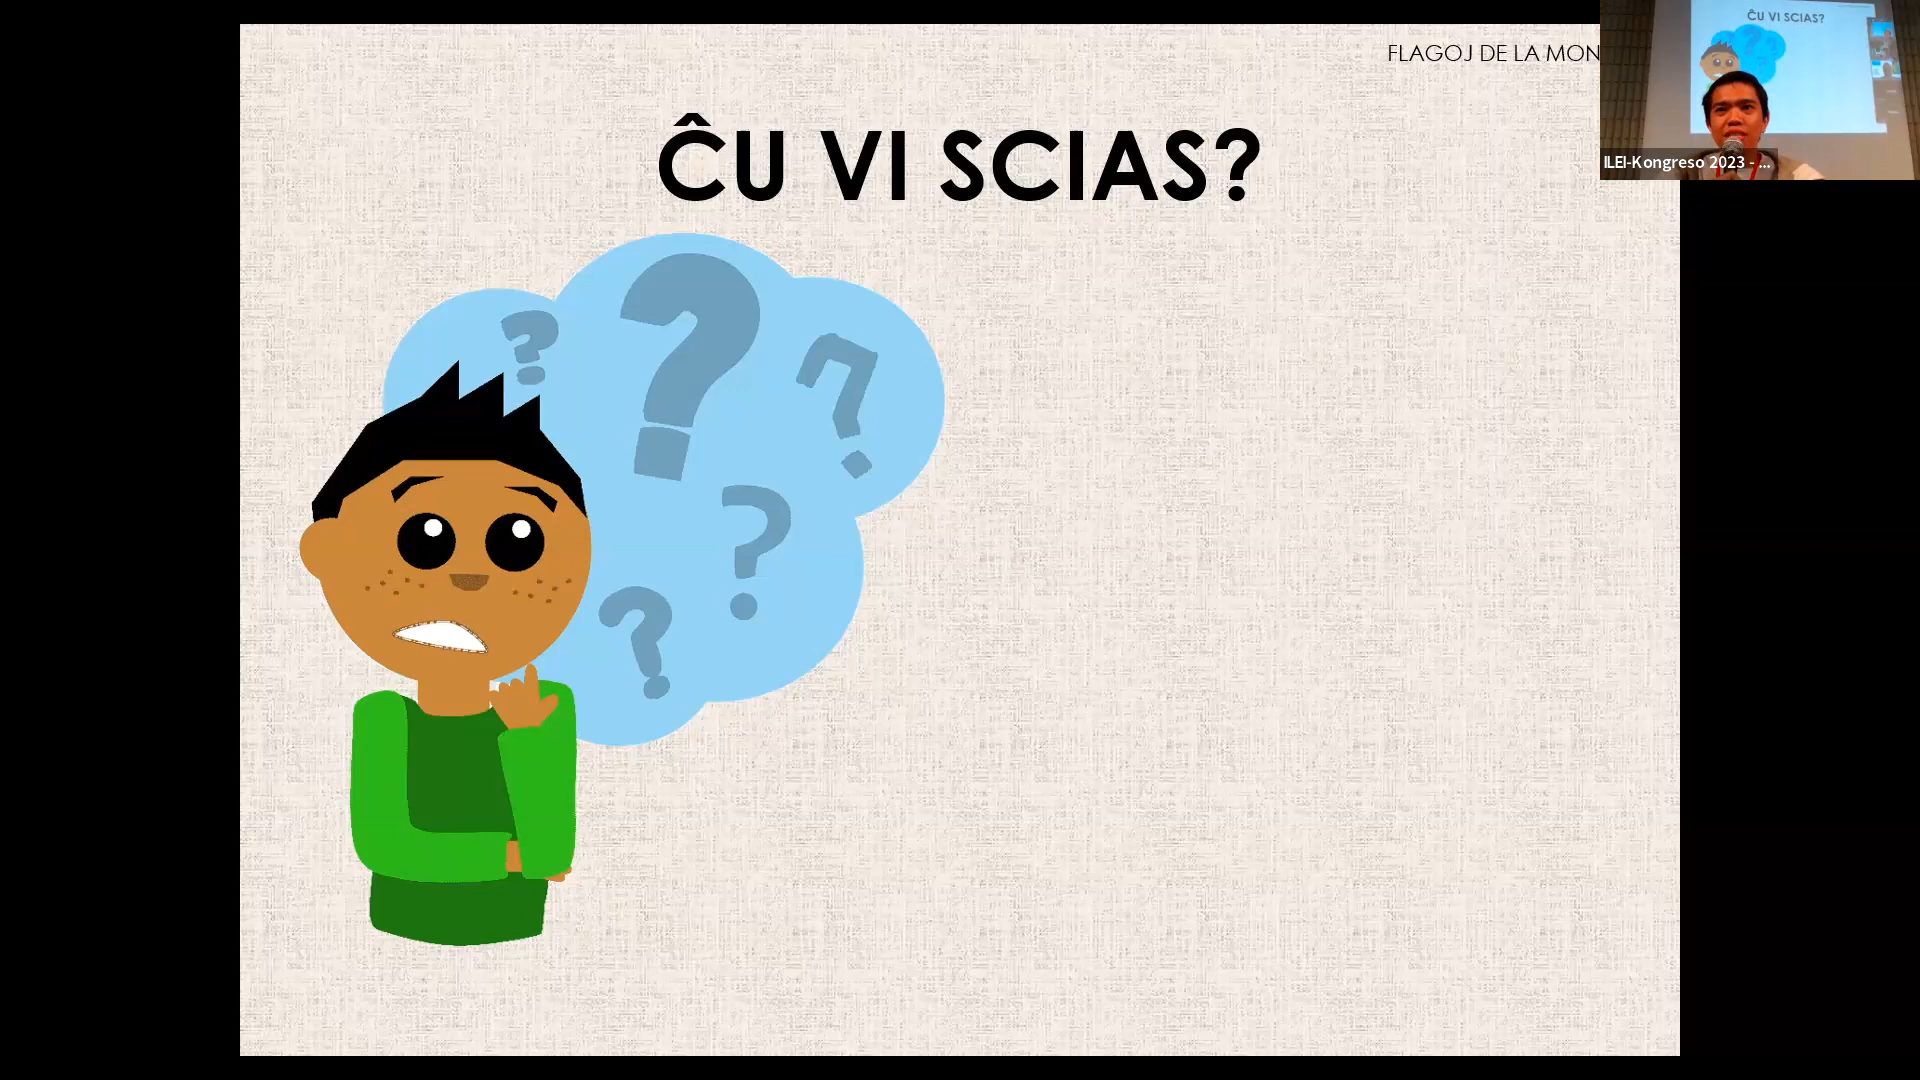 FLAGOJ DE LA MON
ĈU VI SCIAS?
ĈU VI SCIAS?
ILEI-Kongreso 2023 - ...